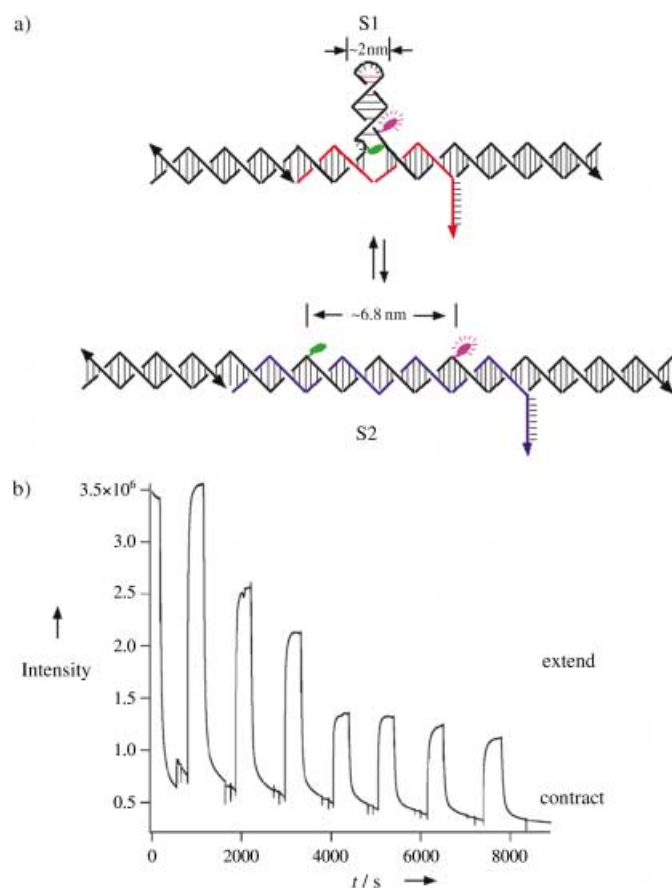 a)
S1
~2nm
~6.8 nm
S2
b)
3.5×10⁶
3.0
2.5
2.0
1.5
1.0
0.5
Intensity
extend
contract
0
2000
4000
6000
8000
t / s